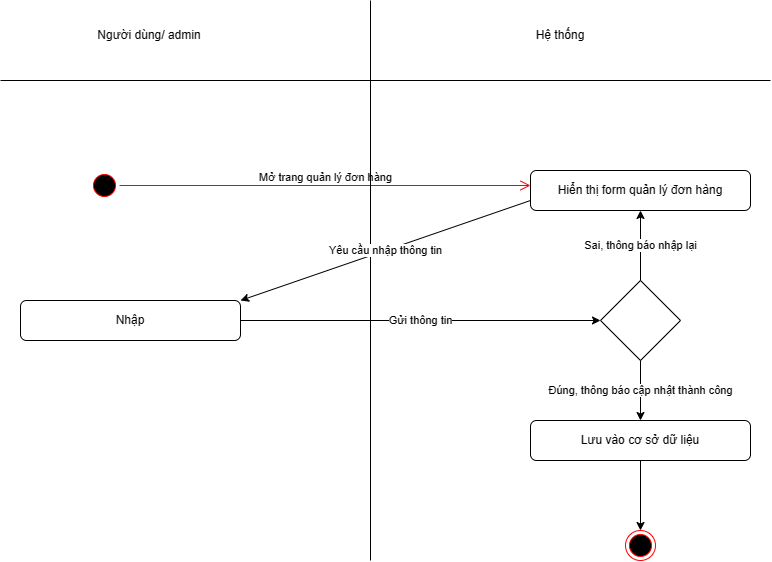 Người dùng/ admin
Hệ thống
Mở trang quản lý đơn hàng
Hiển thị form quản lý đơn hàng
Yêu cầu nhập thông tin
Sai, thông báo nhập lại
Nhập
Gửi thông tin
Đúng, thông báo cập nhật thành công
Lưu vào cơ sở dữ liệu